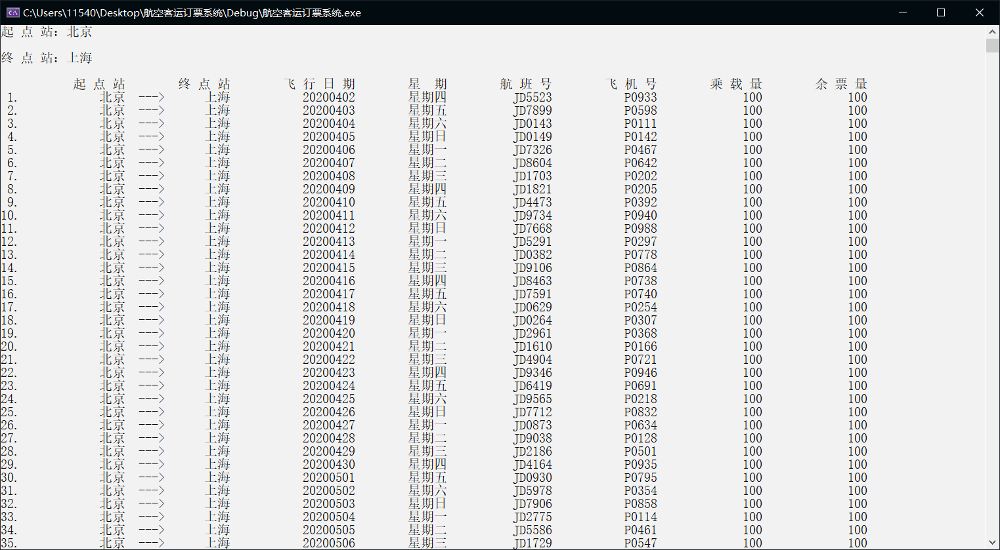 C:\Users\11540\Desktop\航空客运订票系统\Debug\航空客运订票系统.exe
起 点 站：北京
终 点 站：上海
起 点 站 终 点 站 飞 行 日 期 星 期 航 班 号 飞 机 号 乘 载 量 余 票 量
1. 北京 ---> 上海 20200402 星期四 JD5523 P0933 100 100
2. 北京 ---> 上海 20200403 星期五 JD7899 P0598 100 100
3. 北京 ---> 上海 20200404 星期六 JD0143 P0111 100 100
4. 北京 ---> 上海 20200405 星期日 JD0149 P0142 100 100
5. 北京 ---> 上海 20200406 星期一 JD7326 P0467 100 100
6. 北京 ---> 上海 20200407 星期二 JD8604 P0642 100 100
7. 北京 ---> 上海 20200408 星期三 JD1703 P0202 100 100
8. 北京 ---> 上海 20200409 星期四 JD1821 P0205 100 100
9. 北京 ---> 上海 20200410 星期五 JD4473 P0392 100 100
10. 北京 ---> 上海 20200411 星期六 JD9734 P0940 100 100
11. 北京 ---> 上海 20200412 星期日 JD7668 P0988 100 100
12. 北京 ---> 上海 20200413 星期一 JD5291 P0297 100 100
13. 北京 ---> 上海 20200414 星期二 JD0382 P0778 100 100
14. 北京 ---> 上海 20200415 星期三 JD9106 P0864 100 100
15. 北京 ---> 上海 20200416 星期四 JD8463 P0738 100 100
16. 北京 ---> 上海 20200417 星期五 JD7591 P0740 100 100
17. 北京 ---> 上海 20200418 星期六 JD0629 P0254 100 100
18. 北京 ---> 上海 20200419 星期日 JD0264 P0307 100 100
19. 北京 ---> 上海 20200420 星期一 JD2961 P0368 100 100
20. 北京 ---> 上海 20200421 星期二 JD1610 P0166 100 100
21. 北京 ---> 上海 20200422 星期三 JD4904 P0721 100 100
22. 北京 ---> 上海 20200423 星期四 JD9346 P0946 100 100
23. 北京 ---> 上海 20200424 星期五 JD6419 P0691 100 100
24. 北京 ---> 上海 20200425 星期六 JD9565 P0218 100 100
25. 北京 ---> 上海 20200426 星期日 JD7712 P0832 100 100
26. 北京 ---> 上海 20200427 星期一 JD0873 P0634 100 100
27. 北京 ---> 上海 20200428 星期二 JD9038 P0128 100 100
28. 北京 ---> 上海 20200429 星期三 JD2186 P0501 100 100
29. 北京 ---> 上海 20200430 星期四 JD4164 P0935 100 100
30. 北京 ---> 上海 20200501 星期五 JD0930 P0795 100 100
31. 北京 ---> 上海 20200502 星期六 JD5978 P0354 100 100
32. 北京 ---> 上海 20200503 星期日 JD7906 P0858 100 100
33. 北京 ---> 上海 20200504 星期一 JD2775 P0114 100 100
34. 北京 ---> 上海 20200505 星期二 JD5586 P0461 100 100
35. 北京 ---> 上海 20200506 星期三 JD1729 P0547 100 100